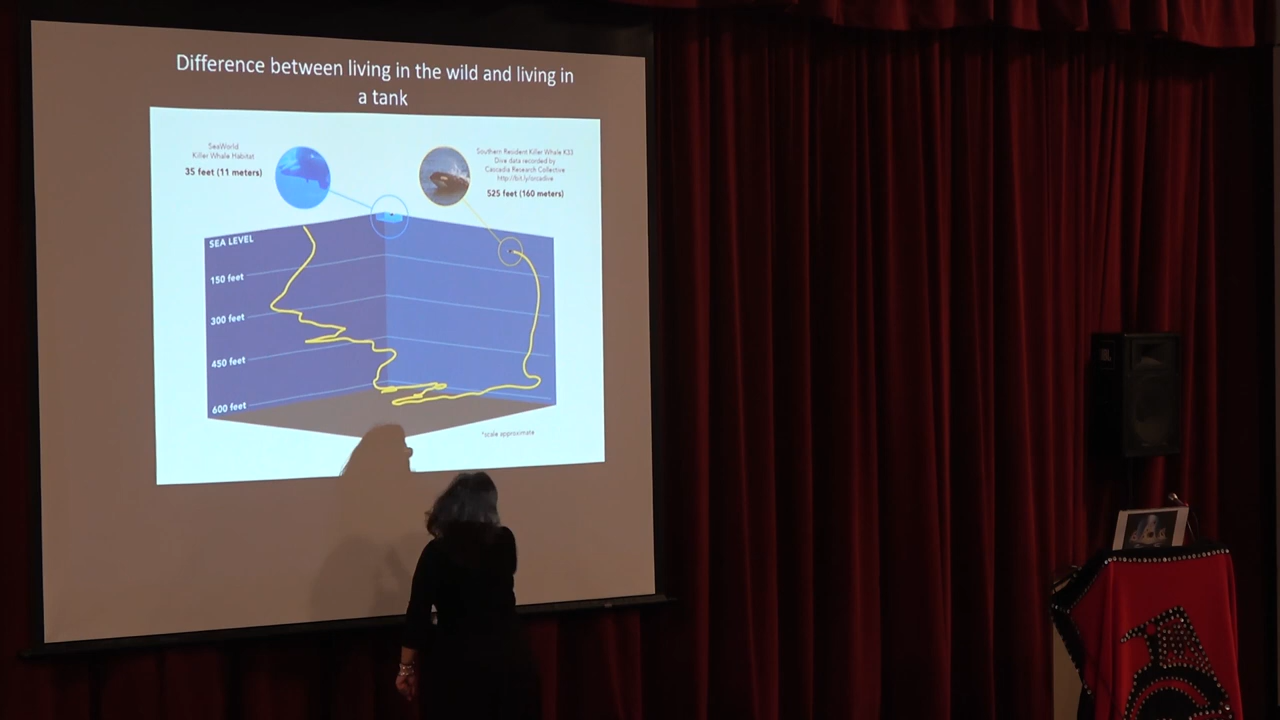 Difference between living in the wild and living in
a tank
SeaWorld
Killer Whale Habitat
35 feet (11 meters)
Southern Resident Killer Whale K33
Dive data recorded by
Cascadia Research Collective
http://bit.ly/orcadive
525 feet (160 meters)
SEA LEVEL
150 feet
300 feet
450 feet
600 feet
*scale approximate